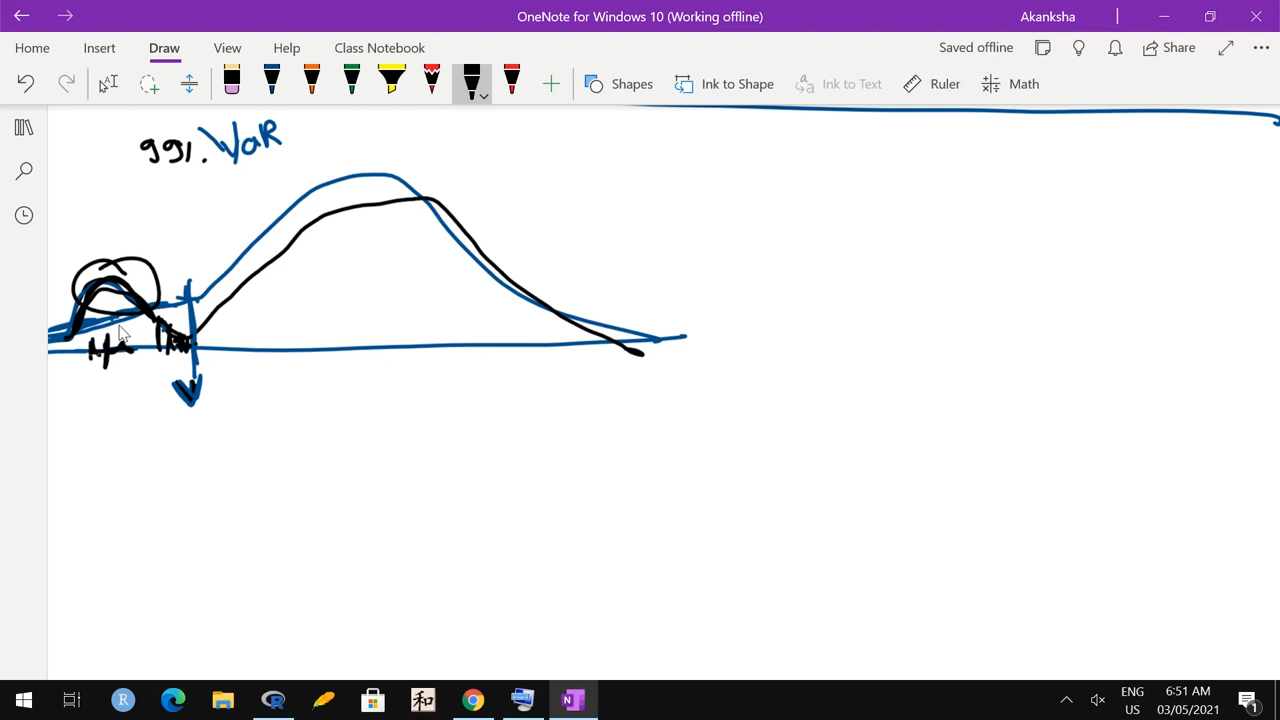 OneNote for Windows 10 (Working offline)
Akanksha
Home Insert Draw View Help Class Notebook
Saved offline
Share
Shapes Ink to Shape Ink to Text Ruler Math
99%. VaR
ENG
US
6:51 AM
03/05/2021
1